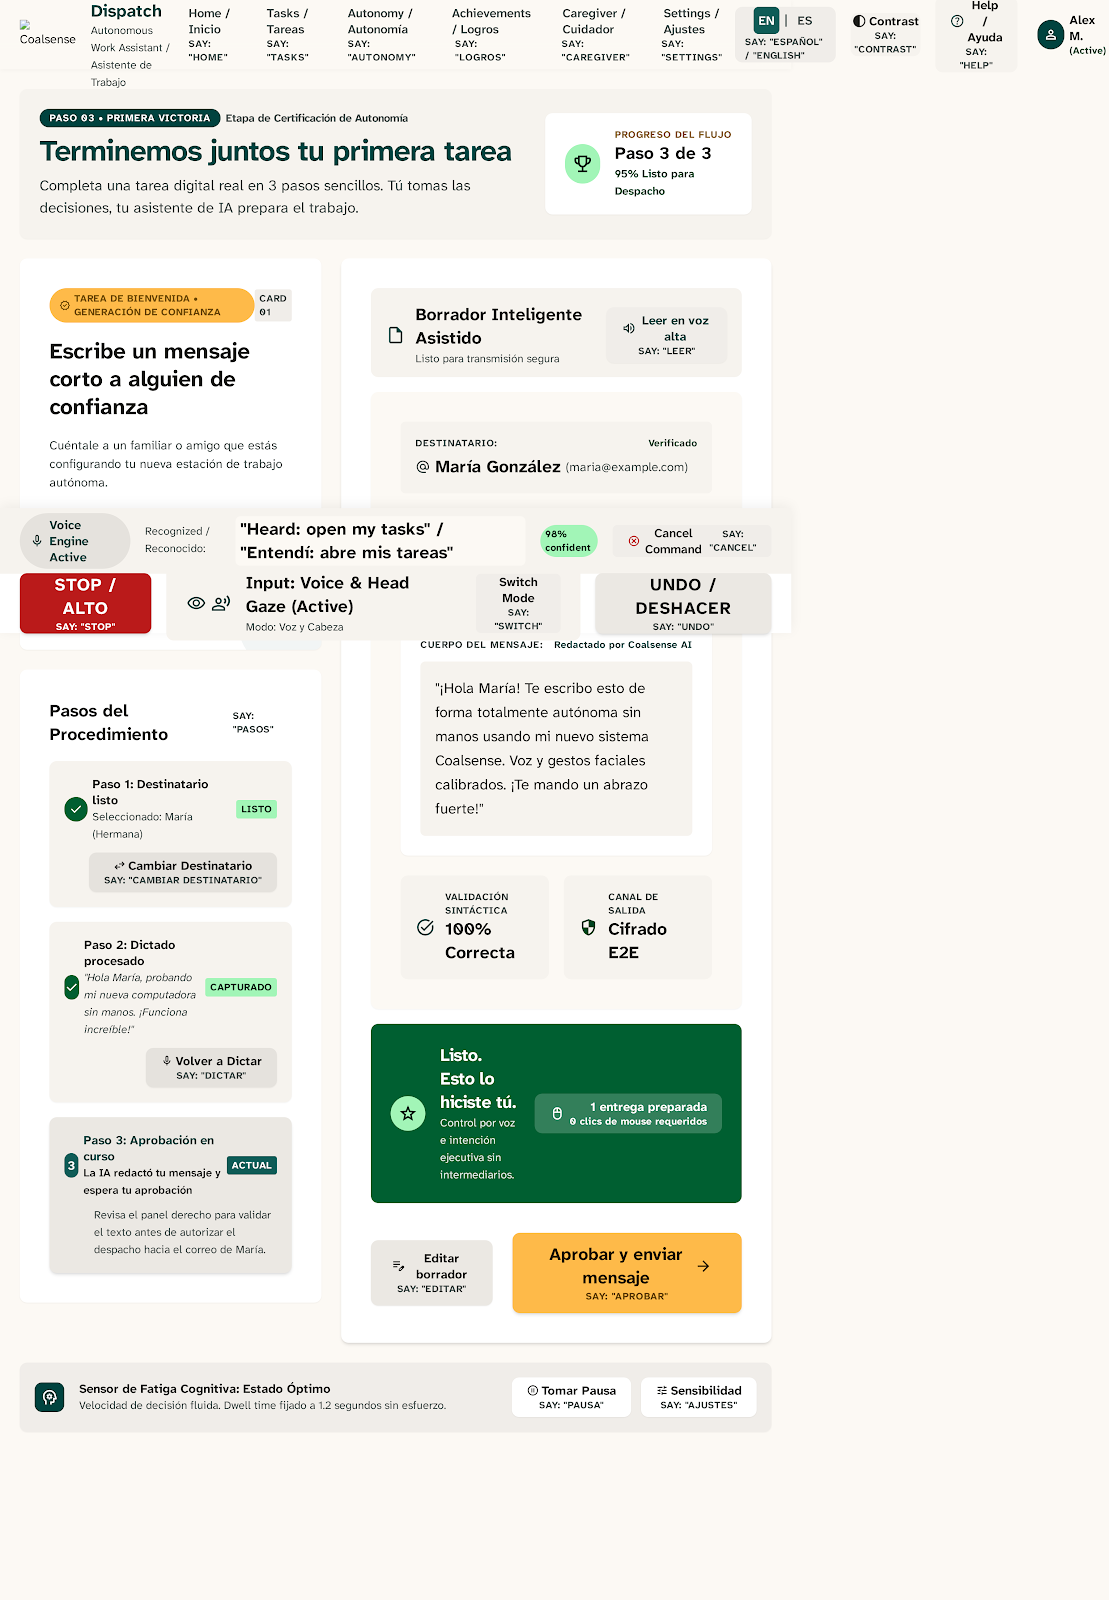 Coalsense
Dispatch
Autonomous
Work Assistant /
Asistente de
Trabajo
Home /
Inicio
SAY:
"HOME"
Tasks /
Tareas
SAY:
"TASKS"
Autonomy /
Autonomía
SAY:
"AUTONOMY"
Achievements
/ Logros
SAY:
"LOGROS"
Caregiver /
Cuidador
SAY:
"CAREGIVER"
Settings /
Ajustes
SAY:
"SETTINGS"
EN | ES
SAY: "ESPAÑOL"
/ "ENGLISH"
Contrast
SAY:
"CONTRAST"
Help
/
Ayuda
SAY:
"HELP"
Alex
M.
(Active)
PASO 03 • PRIMERA VICTORIA
Etapa de Certificación de Autonomía
Terminemos juntos tu primera tarea
Completa una tarea digital real en 3 pasos sencillos. Tú tomas las
decisiones, tu asistente de IA prepara el trabajo.
PROGRESO DEL FLUJO
Paso 3 de 3
95% Listo para
Despacho
TAREA DE BIENVENIDA •
GENERACIÓN DE CONFIANZA
CARD
01
Escribe un mensaje
corto a alguien de
confianza
Cuéntale a un familiar o amigo que estás
configurando tu nueva estación de trabajo
autónoma.
Borrador Inteligente
Asistido
Listo para transmisión segura
Leer en voz
alta
SAY: "LEER"
DESTINATARIO:
Verificado
María González (maria@example.com)
Voice
Engine
Active
Recognized /
Reconocido:
"Heard: open my tasks" /
"Entendí: abre mis tareas"
98%
confident
Cancel
Command
SAY:
"CANCEL"
STOP /
ALTO
SAY: "STOP"
Input: Voice & Head
Gaze (Active)
Modo: Voz y Cabeza
Switch
Mode
SAY:
"SWITCH"
UNDO /
DESHACER
SAY: "UNDO"
CUERPO DEL MENSAJE:
Redactado por Coalsense AI
"¡Hola María! Te escribo esto de
forma totalmente autónoma sin
manos usando mi nuevo sistema
Coalsense. Voz y gestos faciales
calibrados. ¡Te mando un abrazo
fuerte!"
Pasos del
Procedimiento
SAY:
"PASOS"
Paso 1: Destinatario
listo
Seleccionado: María
(Hermana)
LISTO
Cambiar Destinatario
SAY: "CAMBIAR DESTINATARIO"
Paso 2: Dictado
procesado
"Hola María, probando
mi nueva computadora
sin manos. ¡Funciona
increíble!"
CAPTURADO
Volver a Dictar
SAY: "DICTAR"
3
Paso 3: Aprobación en
curso
La IA redactó tu mensaje y
espera tu aprobación
ACTUAL
Revisa el panel derecho para validar
el texto antes de autorizar el
despacho hacia el correo de María.
VALIDACIÓN
SINTÁCTICA
100%
Correcta
CANAL DE
SALIDA
Cifrado
E2E
Listo.
Esto lo
hiciste tú.
Control por voz
e intención
ejecutiva sin
intermediarios.
1 entrega preparada
0 clics de mouse requeridos
Editar
borrador
SAY: "EDITAR"
Aprobar y enviar
mensaje
SAY: "APROBAR"
Sensor de Fatiga Cognitiva: Estado Óptimo
Velocidad de decisión fluida. Dwell time fijado a 1.2 segundos sin esfuerzo.
Tomar Pausa
SAY: "PAUSA"
Sensibilidad
SAY: "AJUSTES"